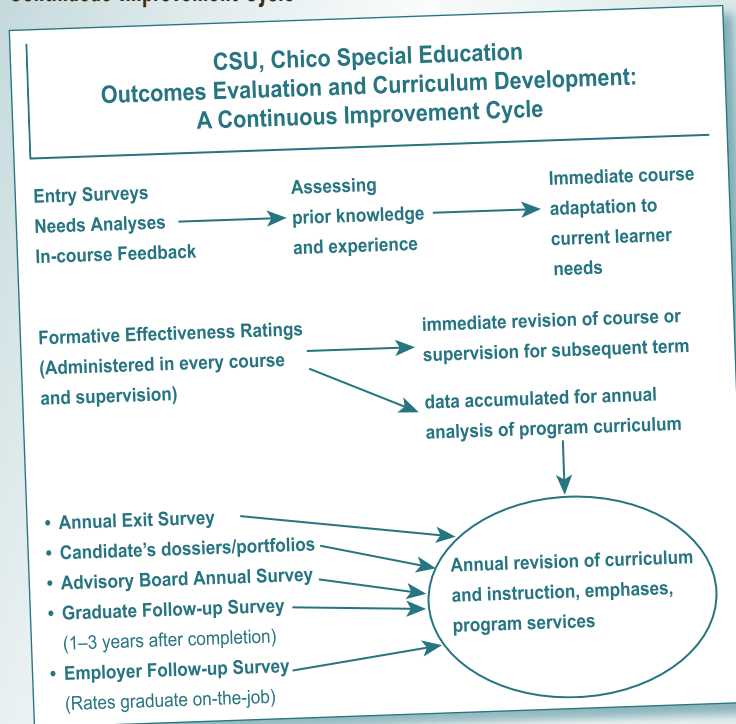 Continuous Improvement Cycle
CSU, Chico Special Education
Outcomes Evaluation and Curriculum Development:
A Continuous Improvement Cycle
Entry Surveys
Needs Analyses
In-course Feedback
Assessing
prior knowledge
and experience
Immediate course
adaptation to
current learner
needs
Formative Effectiveness Ratings
(Administered in every course
and supervision)
immediate revision of course or
supervision for subsequent term
data accumulated for annual
analysis of program curriculum
• Annual Exit Survey
• Candidate's dossiers/portfolios
• Advisory Board Annual Survey
• Graduate Follow-up Survey
(1–3 years after completion)
• Employer Follow-up Survey
(Rates graduate on-the-job)
Annual revision of curriculum
and instruction, emphases,
program services